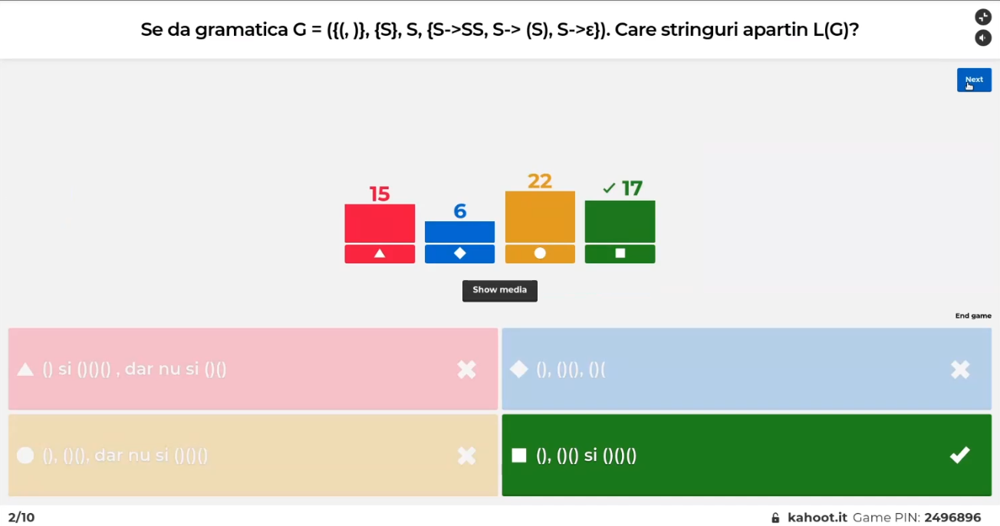 Se da gramatica G = ({(, )}, {S}, S, {S->SS, S-> (S), S->ε}). Care stringuri apartin L(G)?
Next
15
6
22
17
Show media
End game
() si ()()() , dar nu si ()()
(), ()(), ()(
(), ()(), dar nu si ()()()
(), ()() si ()()()
2/10
kahoot.it Game PIN: 2496896